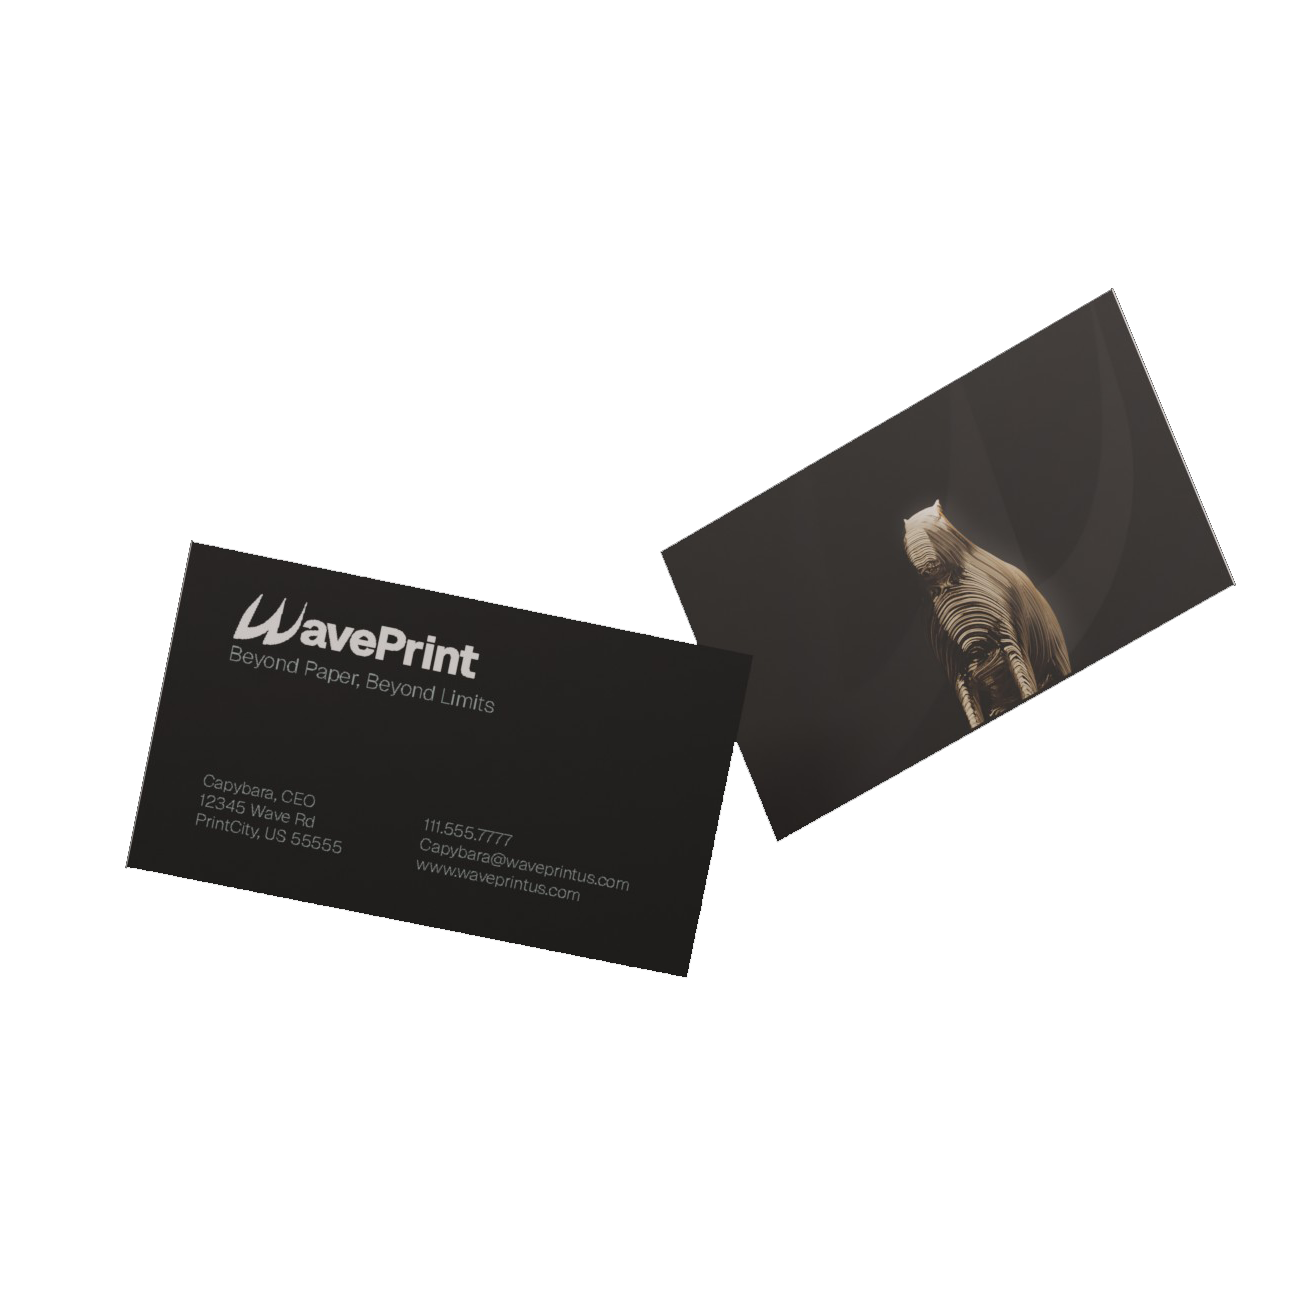 WavePrint
Beyond Paper, Beyond Limits
Capybara, CEO
12345 Wave Rd
PrintCity, US 55555
111.555.7777
Capybara@waveprintus.com
www.waveprintus.com